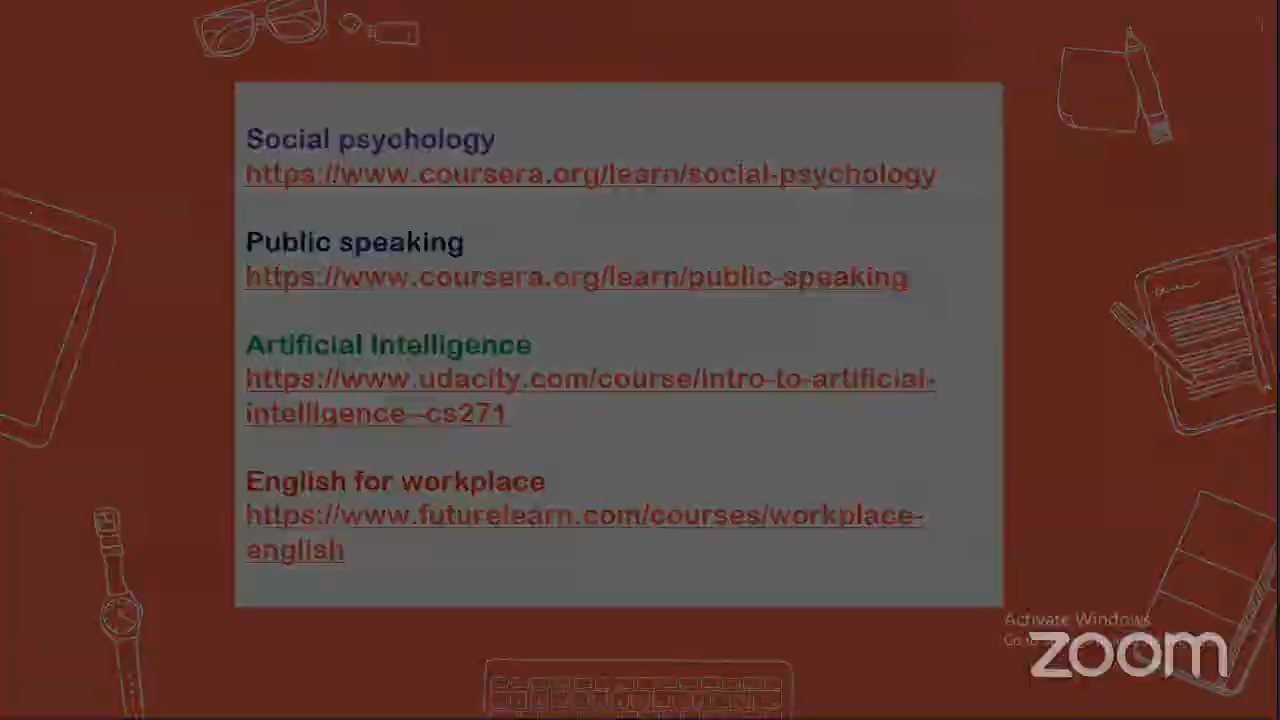 Social psychology
https://www.coursera.org/learn/social-psychology
Public speaking
https://www.coursera.org/learn/public-speaking
Artificial Intelligence
https://www.udacity.com/course/intro-to-artificial-
intelligence--cs271
English for workplace
https://www.futurelearn.com/courses/workplace-
english
Activate Windows
Go to
zoom